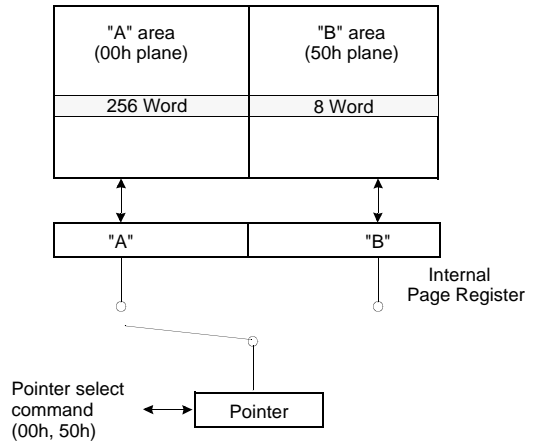 "A" area
(00h plane)
"B" area
(50h plane)
256 Word
8 Word
"A"
"B"
Internal
Page Register
Pointer select
command
(00h, 50h)
Pointer